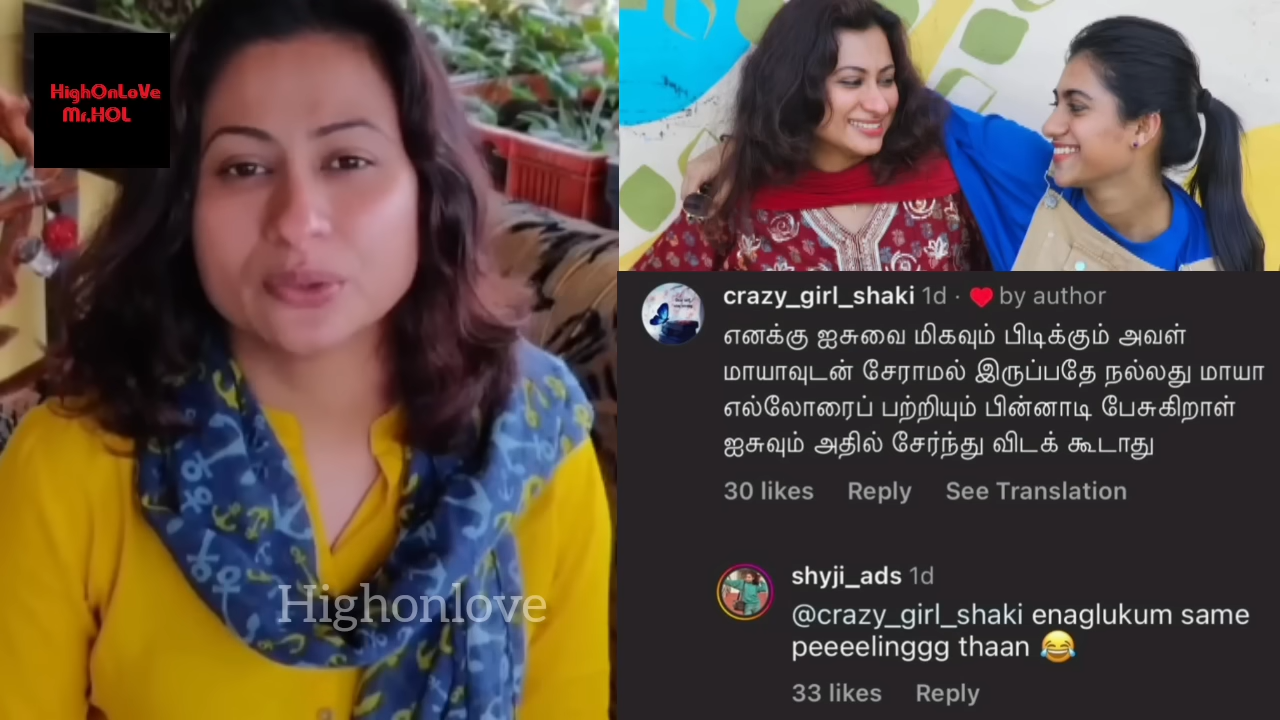 HighOnLoVe
Mr.HOL
Highonlove
crazy_girl_shaki 1d · ❤️ by author
எனக்கு ஐசுவை மிகவும் பிடிக்கும் அவள்
மாயாவுடன் சேராமல் இருப்பதே நல்லது மாயா
எல்லோரைப் பற்றியும் பின்னாடி பேசுகிறாள்
ஐசுவும் அதில் சேர்ந்து விடக் கூடாது
30 likes Reply See Translation
shyji_ads 1d
@crazy_girl_shaki enaglukum same
peeeelinggg thaan 😂
33 likes Reply